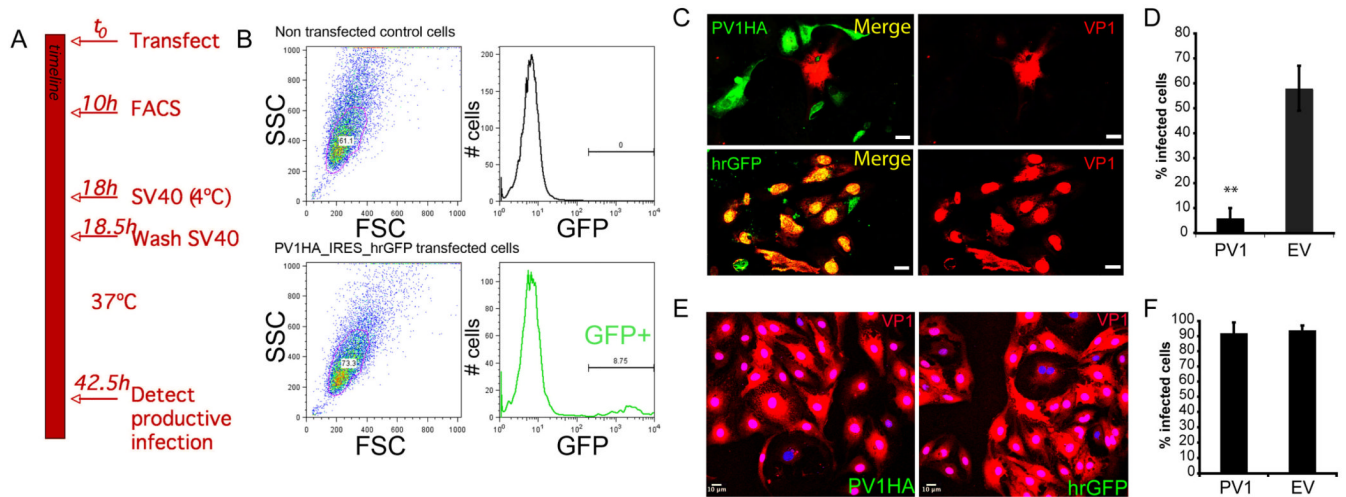 A
timeline
t0
Transfect
10h
FACS
18h
SV40 (4ºC)
18.5h
Wash SV40
37ºC
42.5h
Detect
productive
infection
B
Non transfected control cells
SSC
1000
800
600
400
200
0
61.1
0 200 400 600 800 1000
FSC
# cells
200
150
100
50
0
0
10^0 10^1 10^2 10^3 10^4
GFP
PV1HA_IRES_hrGFP transfected cells
SSC
1000
800
600
400
200
0
73.3
0 200 400 600 800 1000
FSC
# cells
100
80
60
40
20
0
GFP+
8.75
10^0 10^1 10^2 10^3 10^4
GFP
C
PV1HA
Merge
VP1
hrGFP
Merge
VP1
D
% infected cells
80
70
60
50
40
30
20
10
0
**
PV1
EV
E
VP1
10 µm
PV1HA
VP1
10 µm
hrGFP
F
% infected cells
100
90
80
70
60
50
40
30
20
10
0
PV1
EV